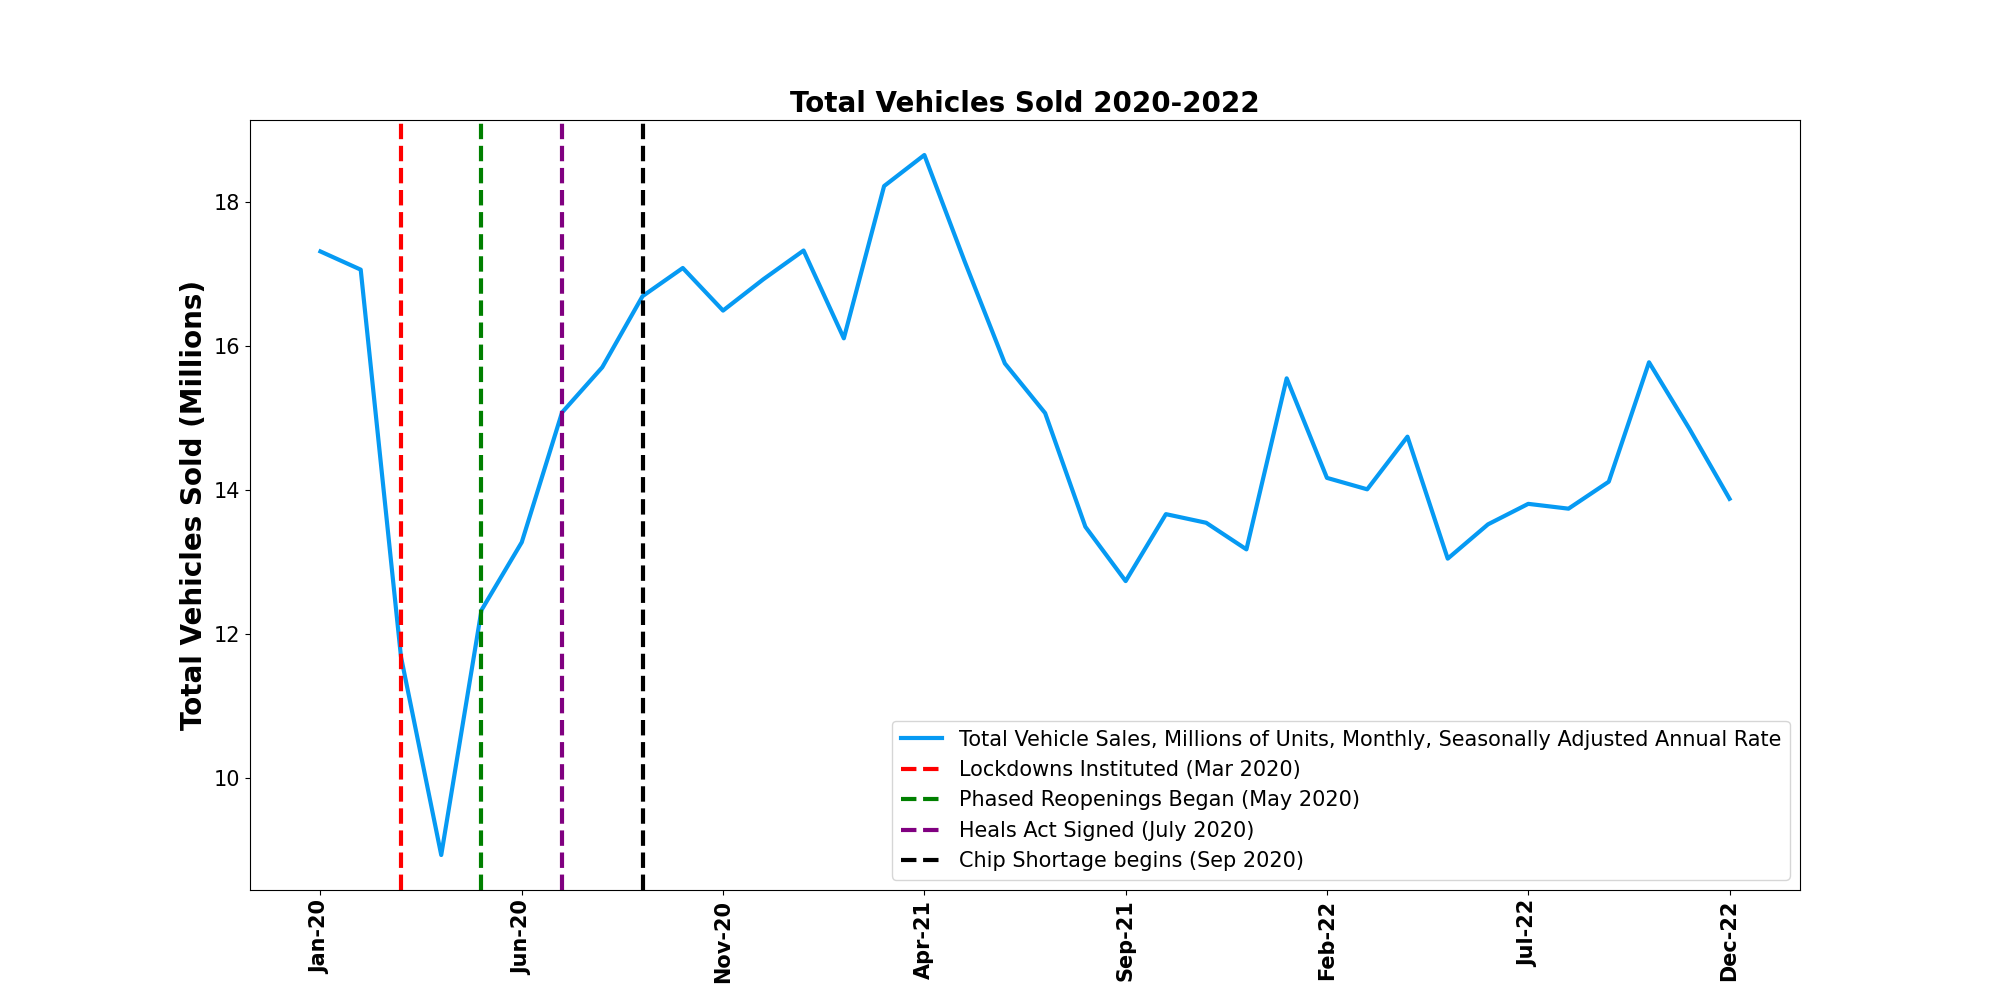 Total Vehicles Sold 2020-2022
Total Vehicles Sold (Millions)
18
16
14
12
10
Total Vehicle Sales, Millions of Units, Monthly, Seasonally Adjusted Annual Rate
Lockdowns Instituted (Mar 2020)
Phased Reopenings Began (May 2020)
Heals Act Signed (July 2020)
Chip Shortage begins (Sep 2020)
Jan-20
Jun-20
Nov-20
Apr-21
Sep-21
Feb-22
Jul-22
Dec-22